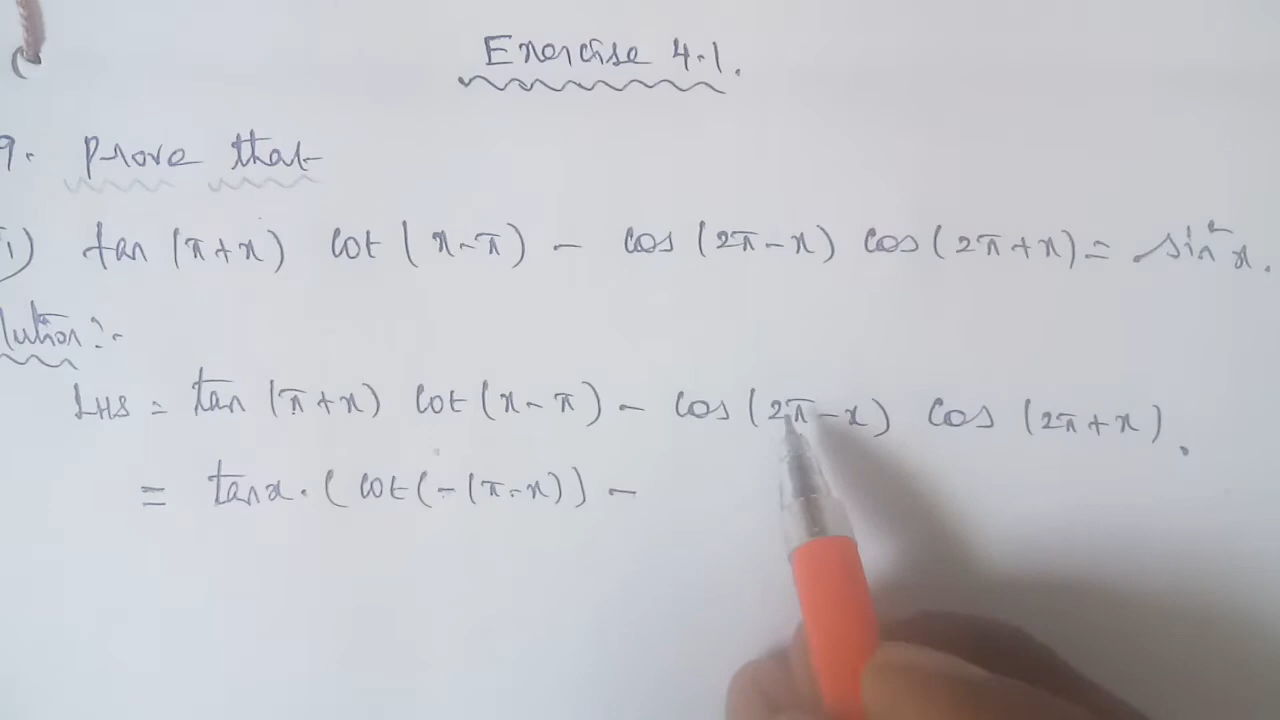 Exercise 4.1.
9. Prove that
i) tan (π+x) cot (x-π) - cos (2π-x) cos (2π+x) = sin²x.
lution:-
LHS = tan (π+x) cot (x-π) - cos (2π-x) cos (2π+x).
= tanx. (cot(-(π-x)) -